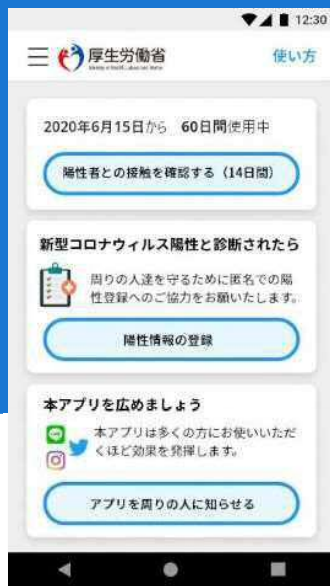 12:30
厚生労働省
使い方
2020年6月15日から 60日間使用中
陽性者との接触を確認する（14日間）
新型コロナウィルス陽性と診断されたら
周りの人達を守るために匿名での陽
性登録へのご協力をお願いいたします。
陽性情報の登録
本アプリを広めましょう
本アプリは多くの方にお使いいただ
くほど効果を発揮します。
アプリを周りの人に知らせる